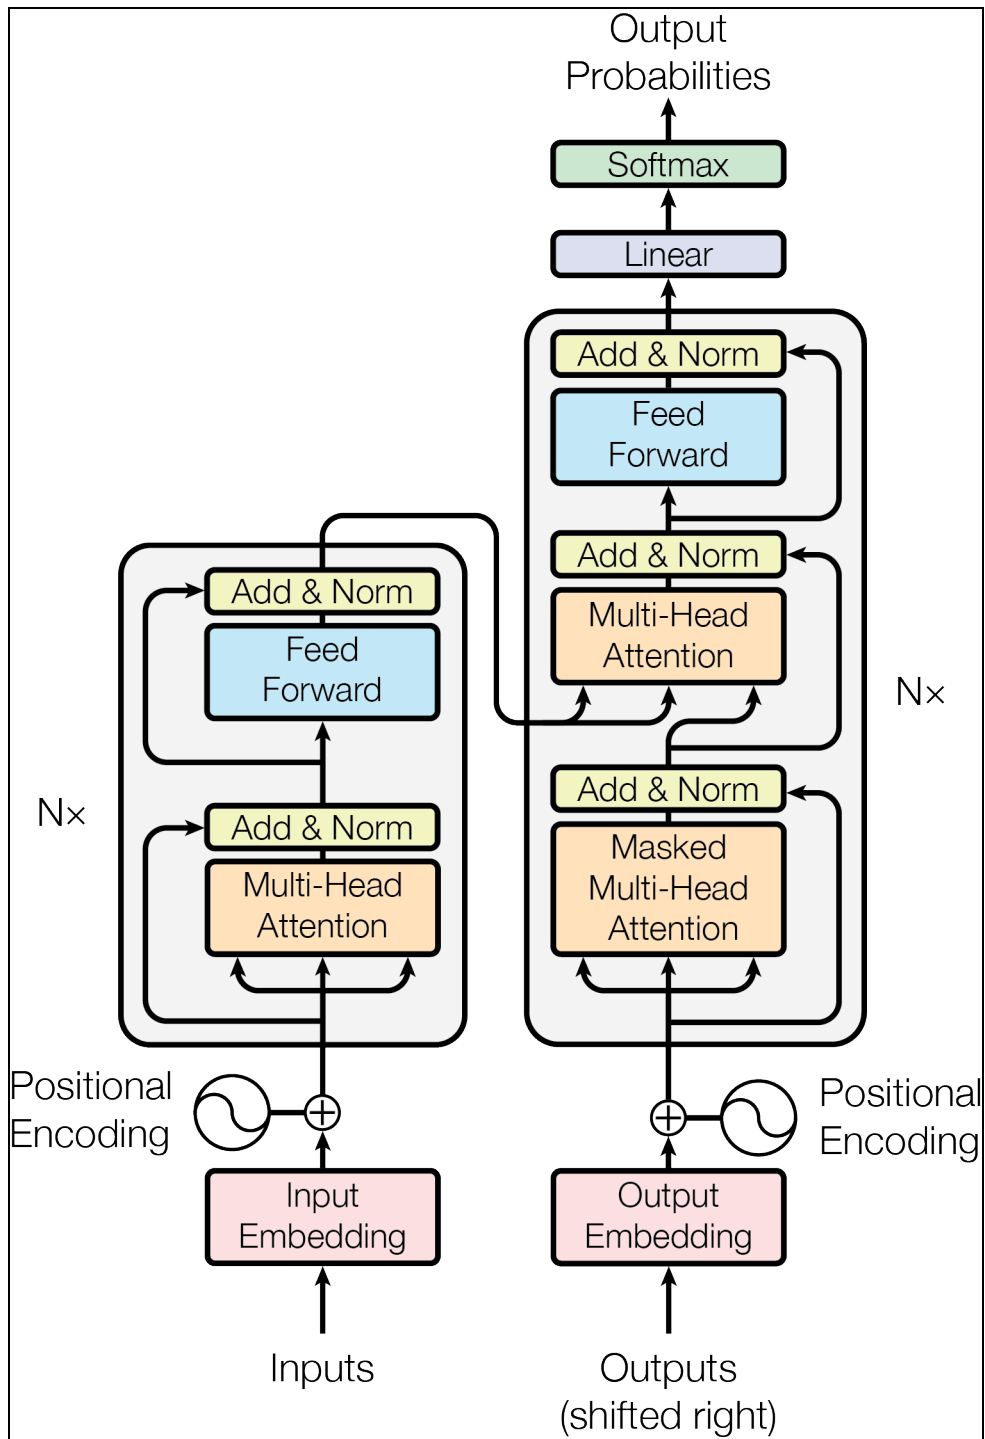 Output
Probabilities
Softmax
Linear
Add & Norm
Feed
Forward
Add & Norm
Multi-Head
Attention
Add & Norm
Masked
Multi-Head
Attention
Nx
Add & Norm
Feed
Forward
Add & Norm
Multi-Head
Attention
Nx
Positional
Encoding
Positional
Encoding
Input
Embedding
Output
Embedding
Inputs
Outputs
(shifted right)